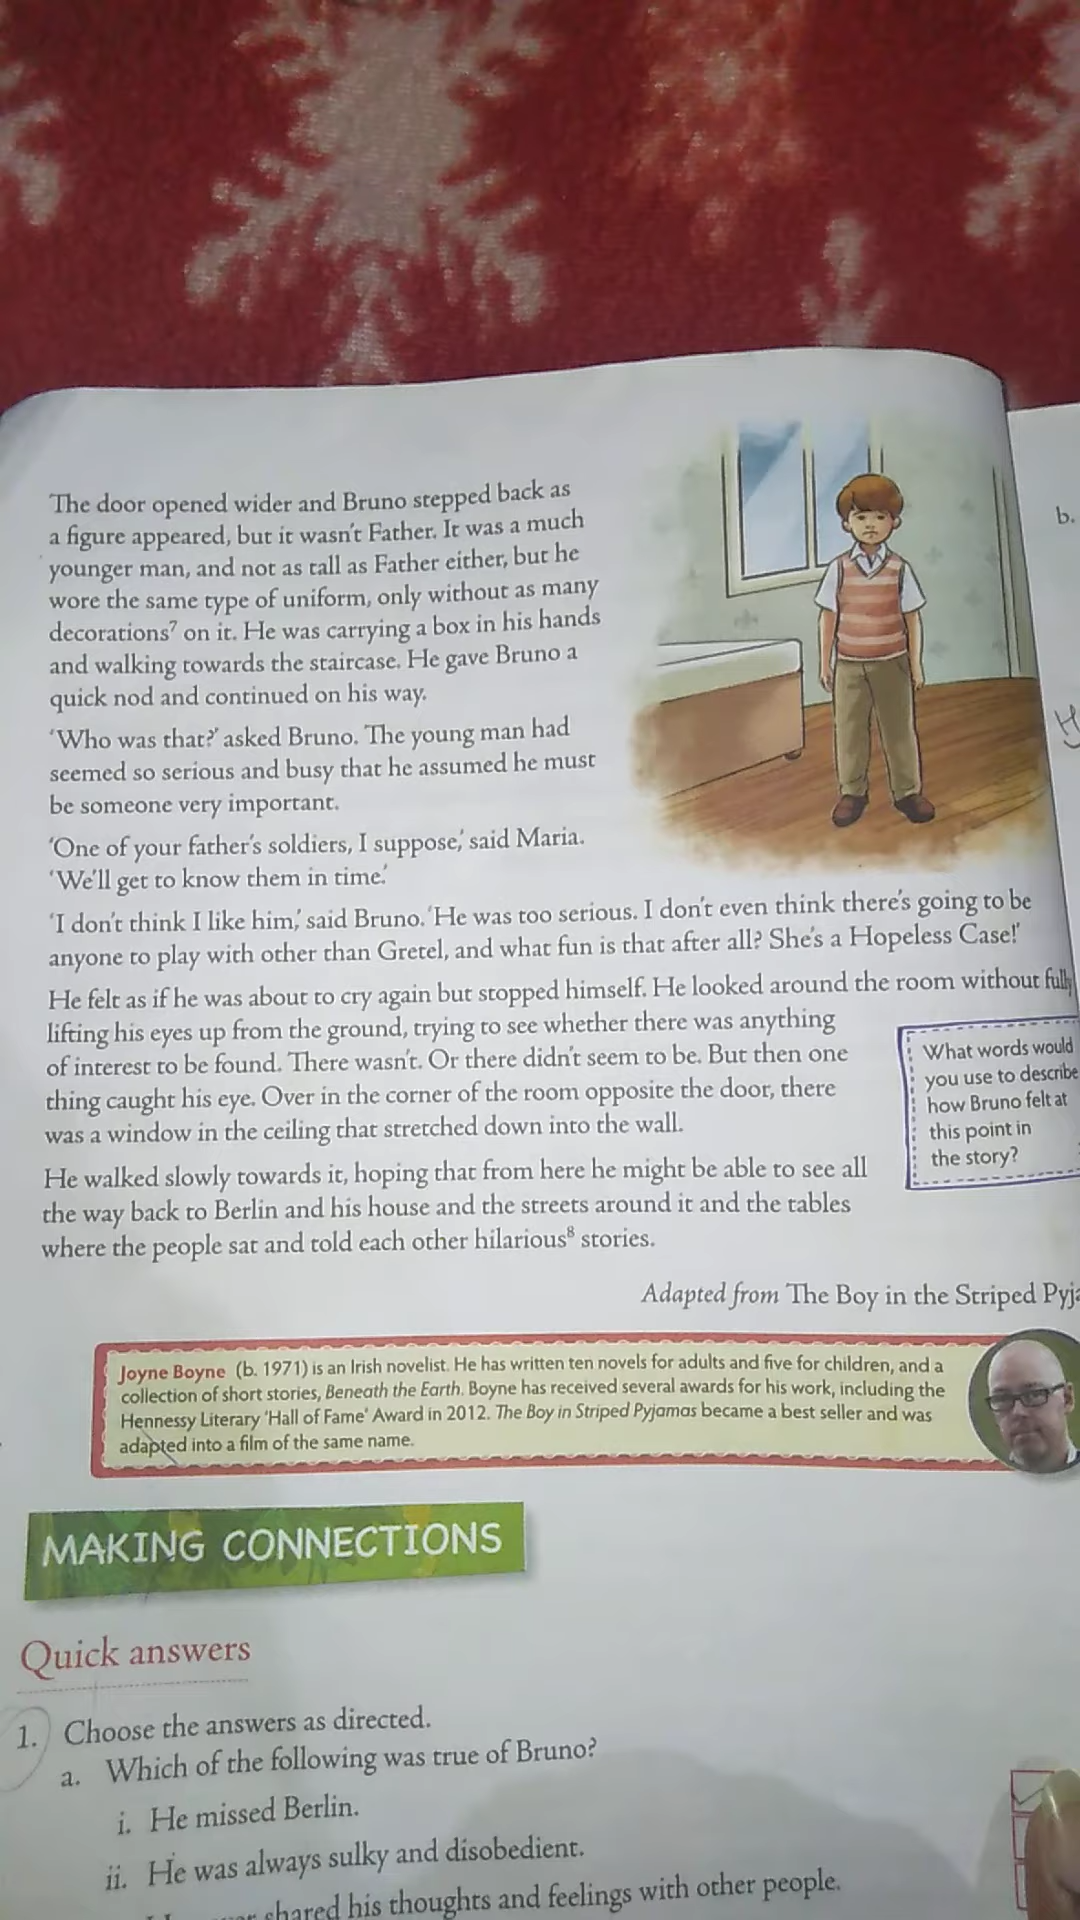 The door opened wider and Bruno stepped back as
a figure appeared, but it wasn't Father. It was a much
younger man, and not as tall as Father either, but he
wore the same type of uniform, only without as many
decorations⁷ on it. He was carrying a box in his hands
and walking towards the staircase. He gave Bruno a
quick nod and continued on his way.
'Who was that?' asked Bruno. The young man had
seemed so serious and busy that he assumed he must
be someone very important.
'One of your father's soldiers, I suppose,' said Maria.
'We'll get to know them in time.'
'I don't think I like him,' said Bruno. 'He was too serious. I don't even think there's going to be
anyone to play with other than Gretel, and what fun is that after all? She's a Hopeless Case!'
He felt as if he was about to cry again but stopped himself. He looked around the room without fully
lifting his eyes up from the ground, trying to see whether there was anything
of interest to be found. There wasn't. Or there didn't seem to be. But then one
thing caught his eye. Over in the corner of the room opposite the door, there
was a window in the ceiling that stretched down into the wall.
What words would
you use to describe
how Bruno felt at
this point in
the story?
He walked slowly towards it, hoping that from here he might be able to see all
the way back to Berlin and his house and the streets around it and the tables
where the people sat and told each other hilarious⁸ stories.
Adapted from The Boy in the Striped
Joyne Boyne (b. 1971) is an Irish novelist. He has written ten novels for adults and five for children, and a
collection of short stories, Beneath the Earth. Boyne has received several awards for his work, including the
Hennessy Literary 'Hall of Fame' Award in 2012. The Boy in Striped Pyjamas became a best seller and was
adapted into a film of the same name.
MAKING CONNECTIONS
Quick answers
1. Choose the answers as directed.
a. Which of the following was true of Bruno?
i. He missed Berlin.
ii. He was always sulky and disobedient.
shared his thoughts and feelings with other people.
b.